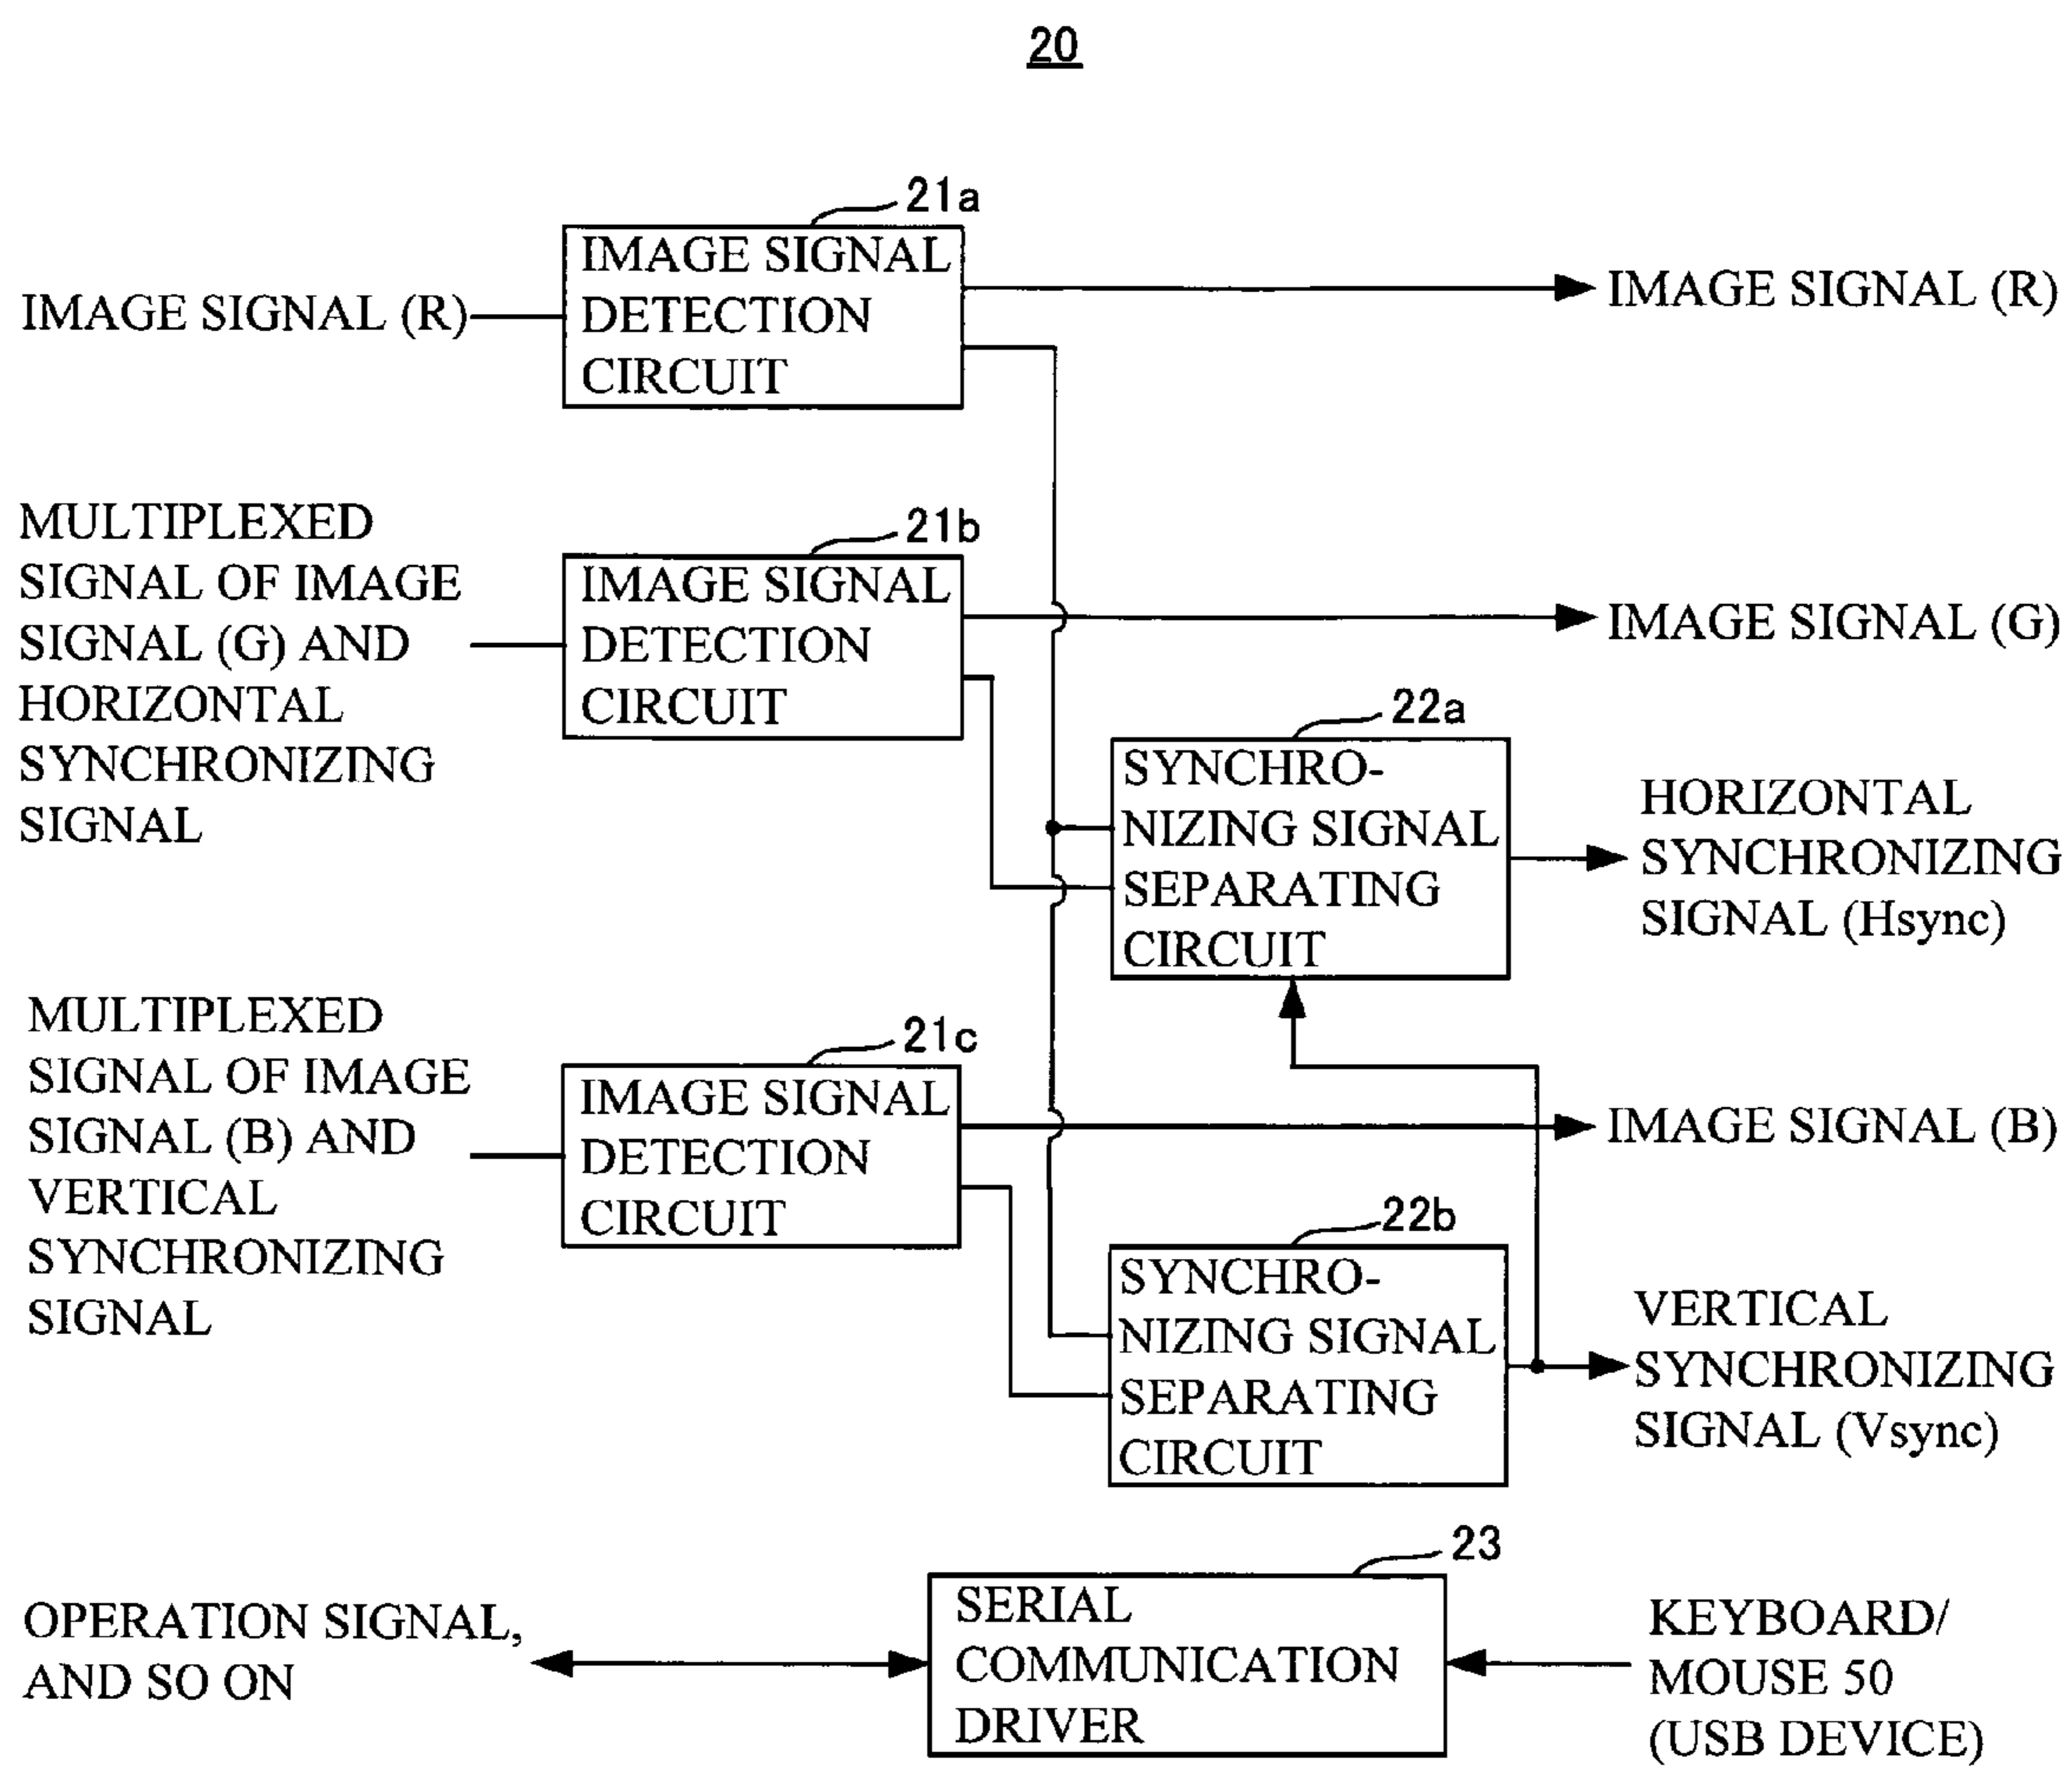 20
21a
IMAGE SIGNAL (R)
IMAGE SIGNAL
DETECTION
CIRCUIT
IMAGE SIGNAL (R)
MULTIPLEXED
SIGNAL OF IMAGE
SIGNAL (G) AND
HORIZONTAL
SYNCHRONIZING
SIGNAL
21b
IMAGE SIGNAL
DETECTION
CIRCUIT
IMAGE SIGNAL (G)
22a
SYNCHRO-
NIZING SIGNAL
SEPARATING
CIRCUIT
HORIZONTAL
SYNCHRONIZING
SIGNAL (Hsync)
MULTIPLEXED
SIGNAL OF IMAGE
SIGNAL (B) AND
VERTICAL
SYNCHRONIZING
SIGNAL
21c
IMAGE SIGNAL
DETECTION
CIRCUIT
IMAGE SIGNAL (B)
22b
SYNCHRO-
NIZING SIGNAL
SEPARATING
CIRCUIT
VERTICAL
SYNCHRONIZING
SIGNAL (Vsync)
OPERATION SIGNAL,
AND SO ON
23
SERIAL
COMMUNICATION
DRIVER
KEYBOARD/
MOUSE 50
(USB DEVICE)